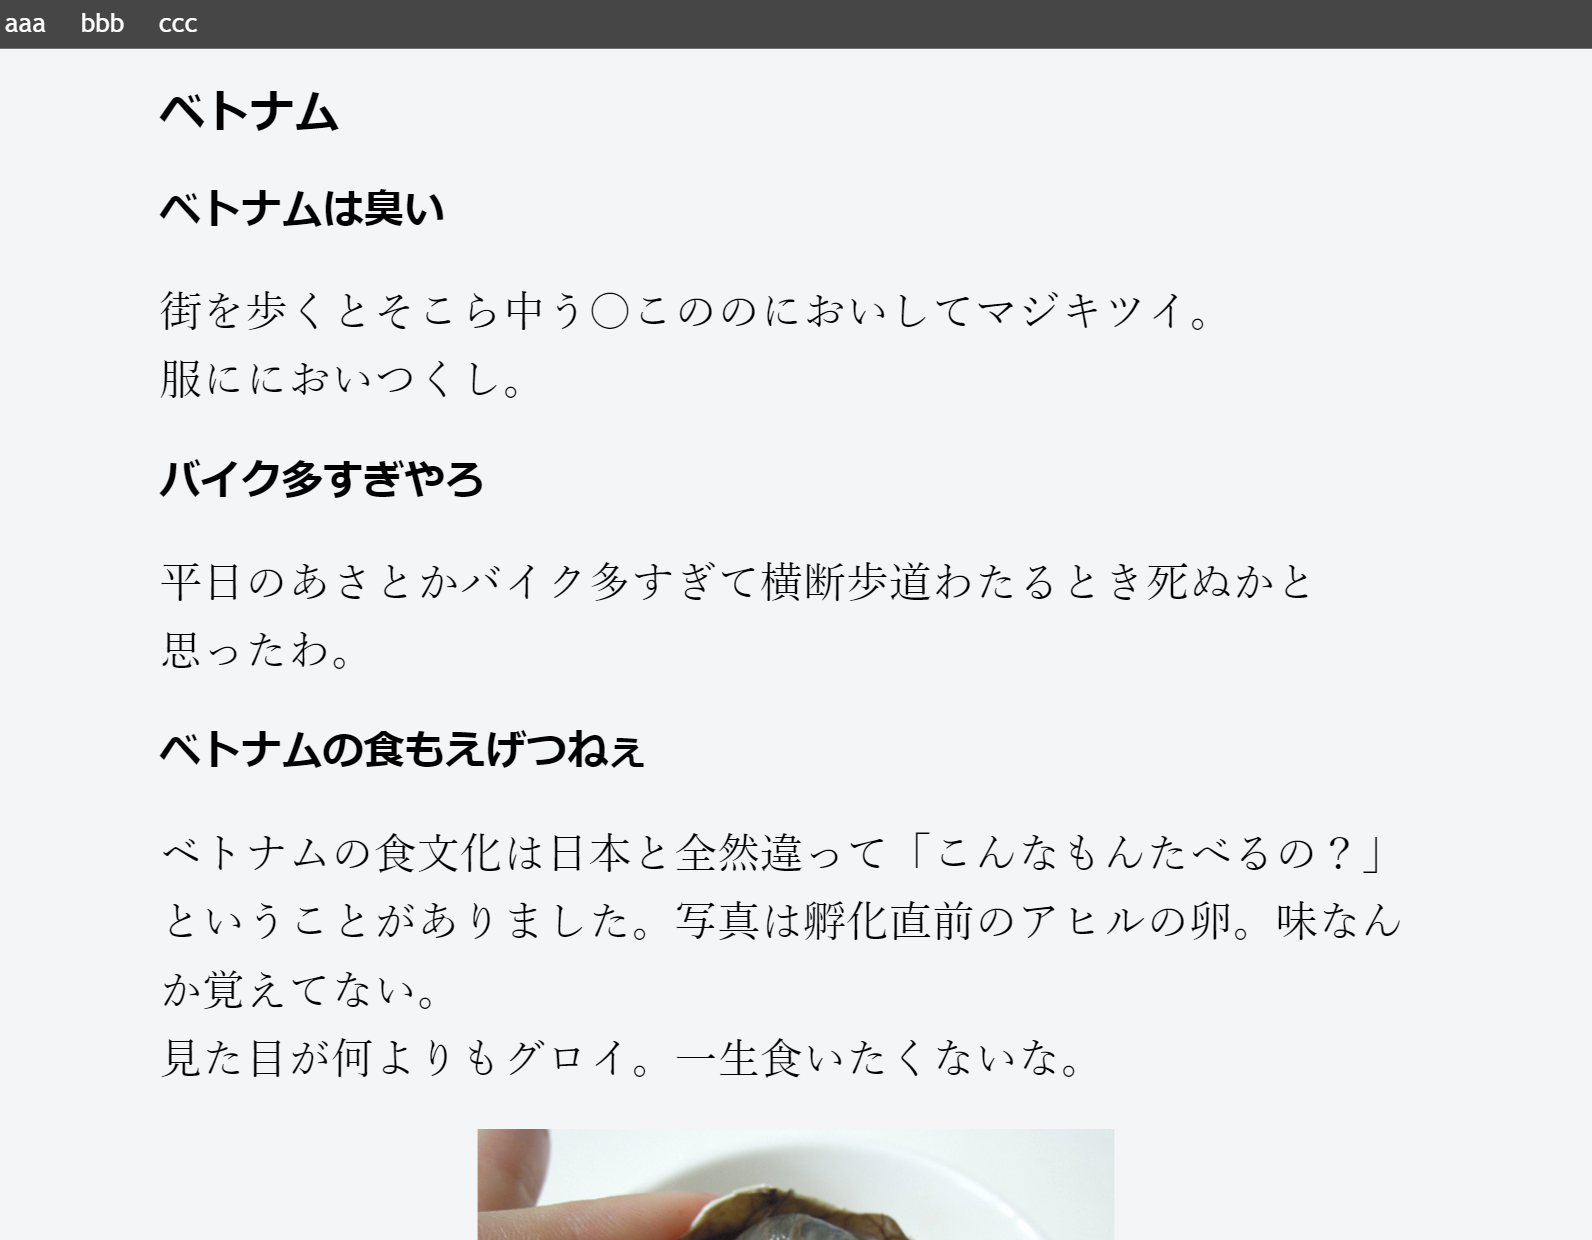 aaa bbb ccc
ベトナム
ベトナムは臭い
街を歩くとそこら中う〇こののにおいしてマジキツイ。
服ににおいつくし。
バイク多すぎやろ
平日のあさとかバイク多すぎて横断歩道わたるとき死ぬかと
思ったわ。
ベトナムの食もえげつねぇ
ベトナムの食文化は日本と全然違って「こんなもんたべるの？」
ということがありました。写真は孵化直前のアヒルの卵。味なん
か覚えてない。
見た目が何よりもグロイ。一生食いたくないな。